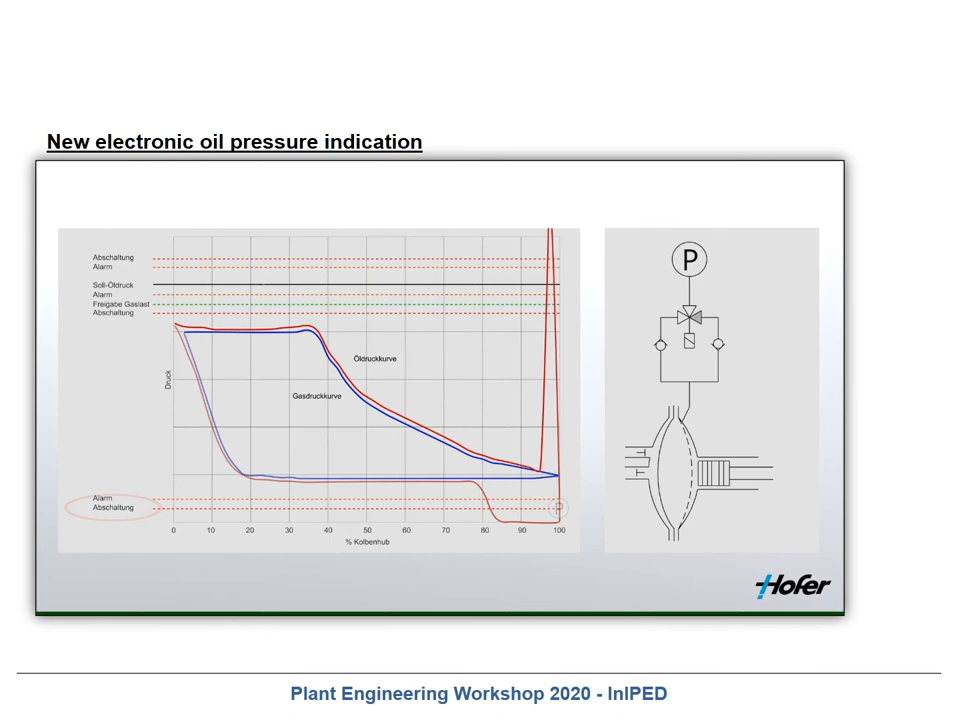 New electronic oil pressure indication
Abschaltung
Alarm
Soll-Öldruck
Alarm
Freigabe Gaslast
Abschaltung
Öldruckkurve
Gasdruckkurve
Druck
Alarm
Abschaltung
P
0 10 20 30 40 50 60 70 80 90 100
% Kolbenhub
P
Hofer
Plant Engineering Workshop 2020 - InIPED